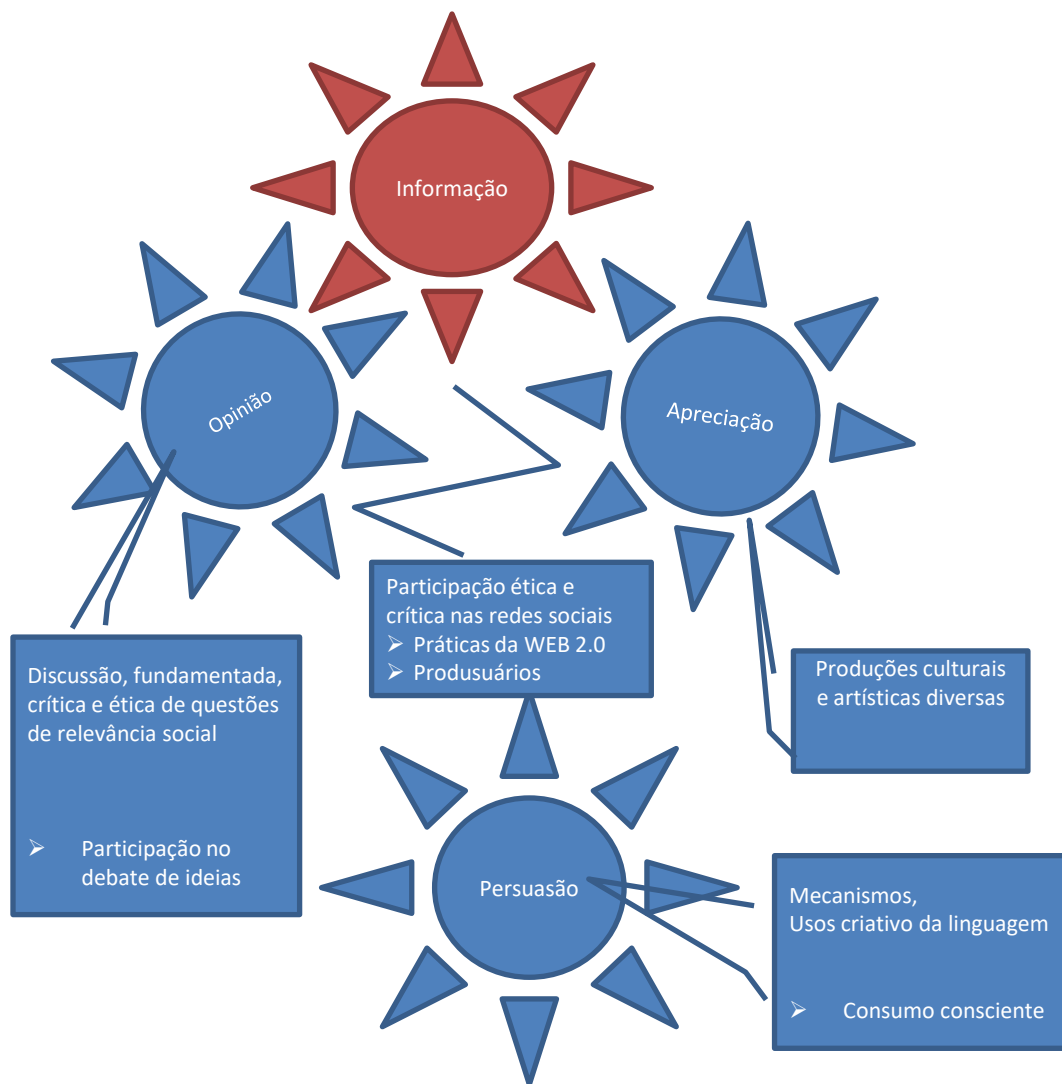 Informação
Opinião
Apreciação
Participação ética e
crítica nas redes sociais
➢ Práticas da WEB 2.0
➢ Produsuários
Discussão, fundamentada,
crítica e ética de questões
de relevância social
➢ Participação no
debate de ideias
Produções culturais
e artísticas diversas
Persuasão
Mecanismos,
Usos criativo da linguagem
➢ Consumo consciente